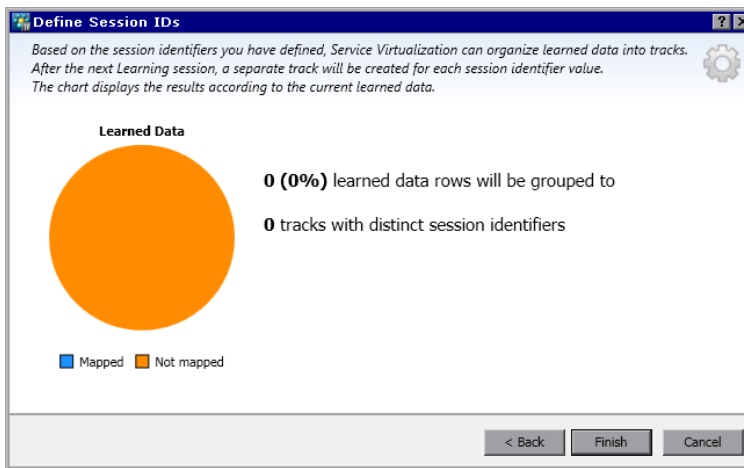 Define Session IDs
Based on the session identifiers you have defined, Service Virtualization can organize learned data into tracks.
After the next Learning session, a separate track will be created for each session identifier value.
The chart displays the results according to the current learned data.
Learned Data
0 (0%) learned data rows will be grouped to
0 tracks with distinct session identifiers
Mapped Not mapped
< Back Finish Cancel